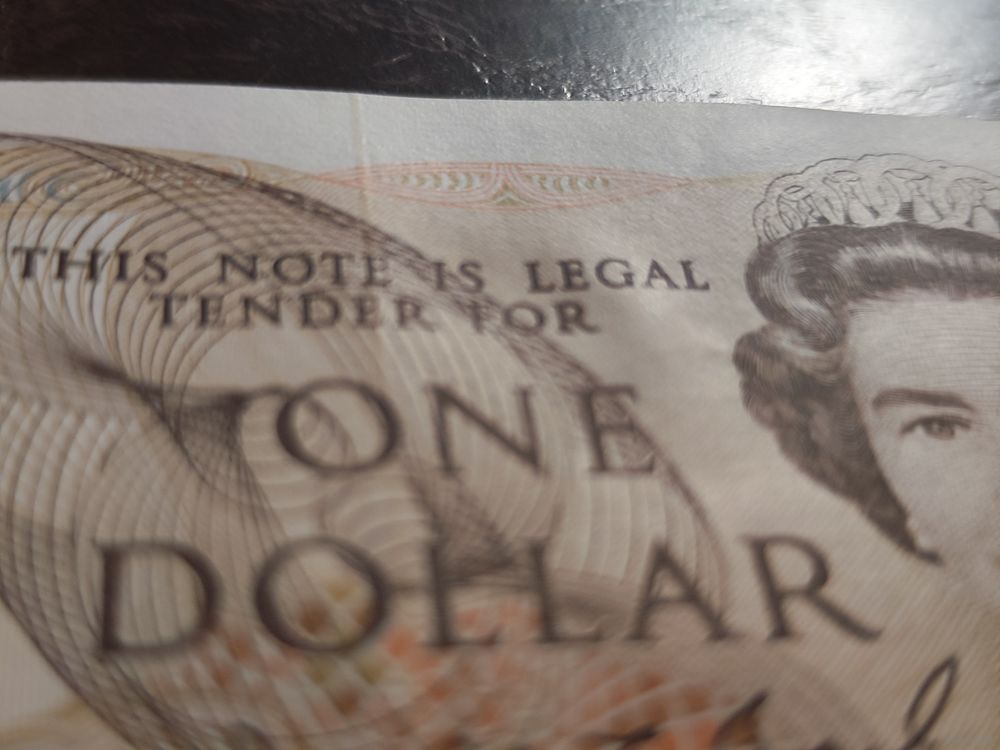 THIS NOTE IS LEGAL
TENDER FOR
ONE
DOLLAR